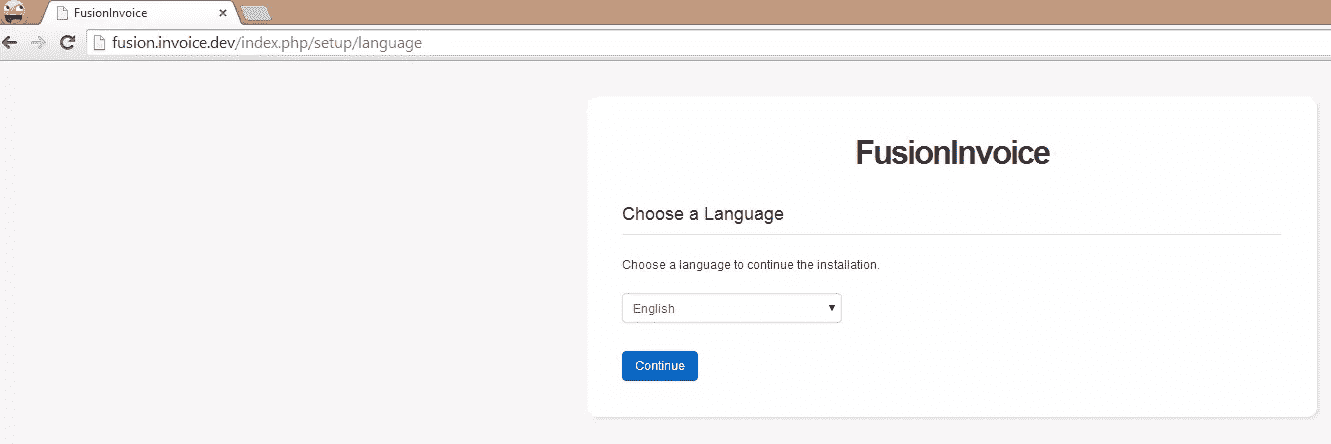 FusionInvoice
fusion.invoice.dev/index.php/setup/language
FusionInvoice
Choose a Language
Choose a language to continue the installation.
English
Continue